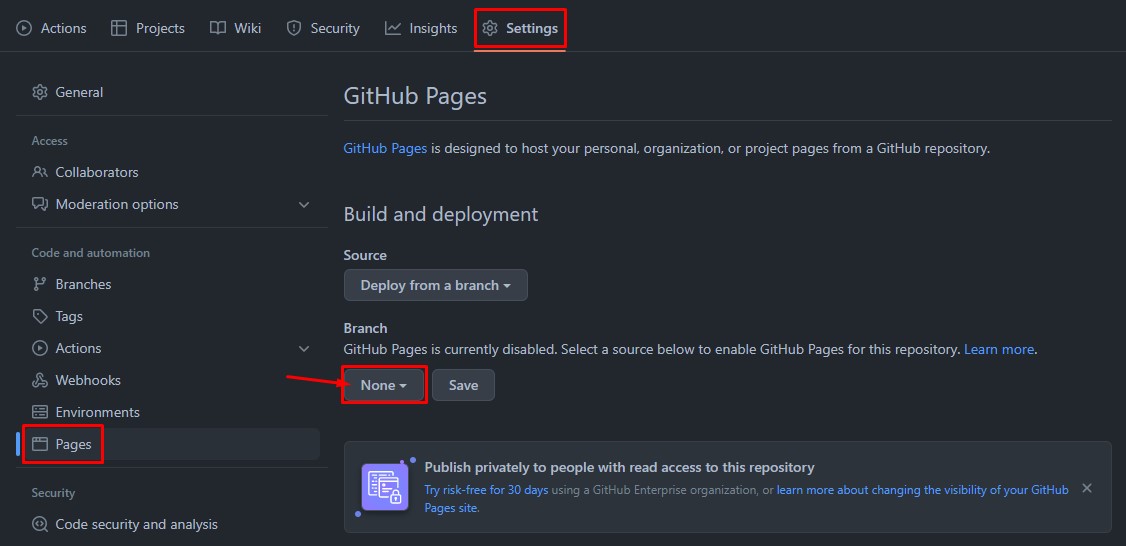 Actions Projects Wiki Security Insights Settings
General
Access
Collaborators
Moderation options
Code and automation
Branches
Tags
Actions
Webhooks
Environments
Pages
Security
Code security and analysis
GitHub Pages
GitHub Pages is designed to host your personal, organization, or project pages from a GitHub repository.
Build and deployment
Source
Deploy from a branch
Branch
GitHub Pages is currently disabled. Select a source below to enable GitHub Pages for this repository. Learn more.
None Save
Publish privately to people with read access to this repository
Try risk-free for 30 days using a GitHub Enterprise organization, or learn more about changing the visibility of your GitHub
Pages site.